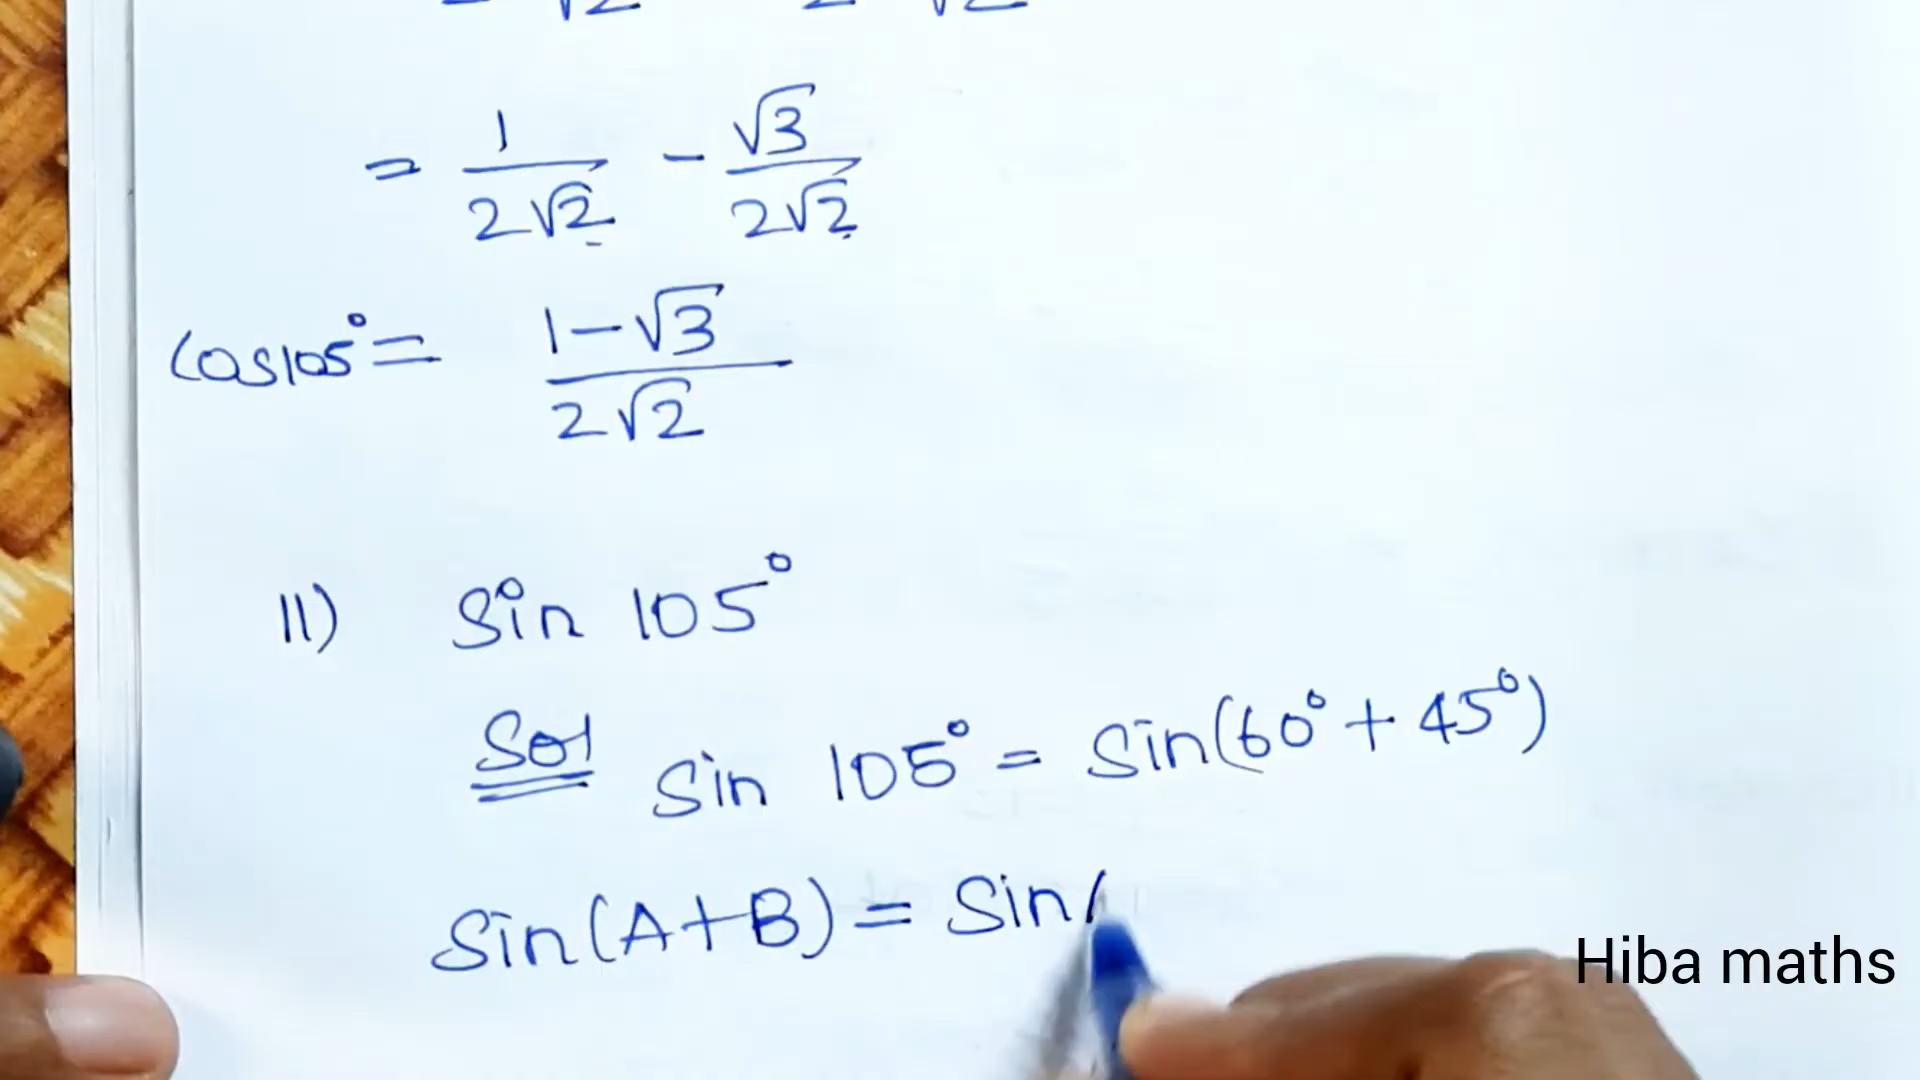 = 1/2√2 - √3/2√2
Cos105° = 1-√3/2√2
II) Sin 105°
Sol Sin 105° = Sin(60° + 45°)
Sin(A+B) = Sin
Hiba maths